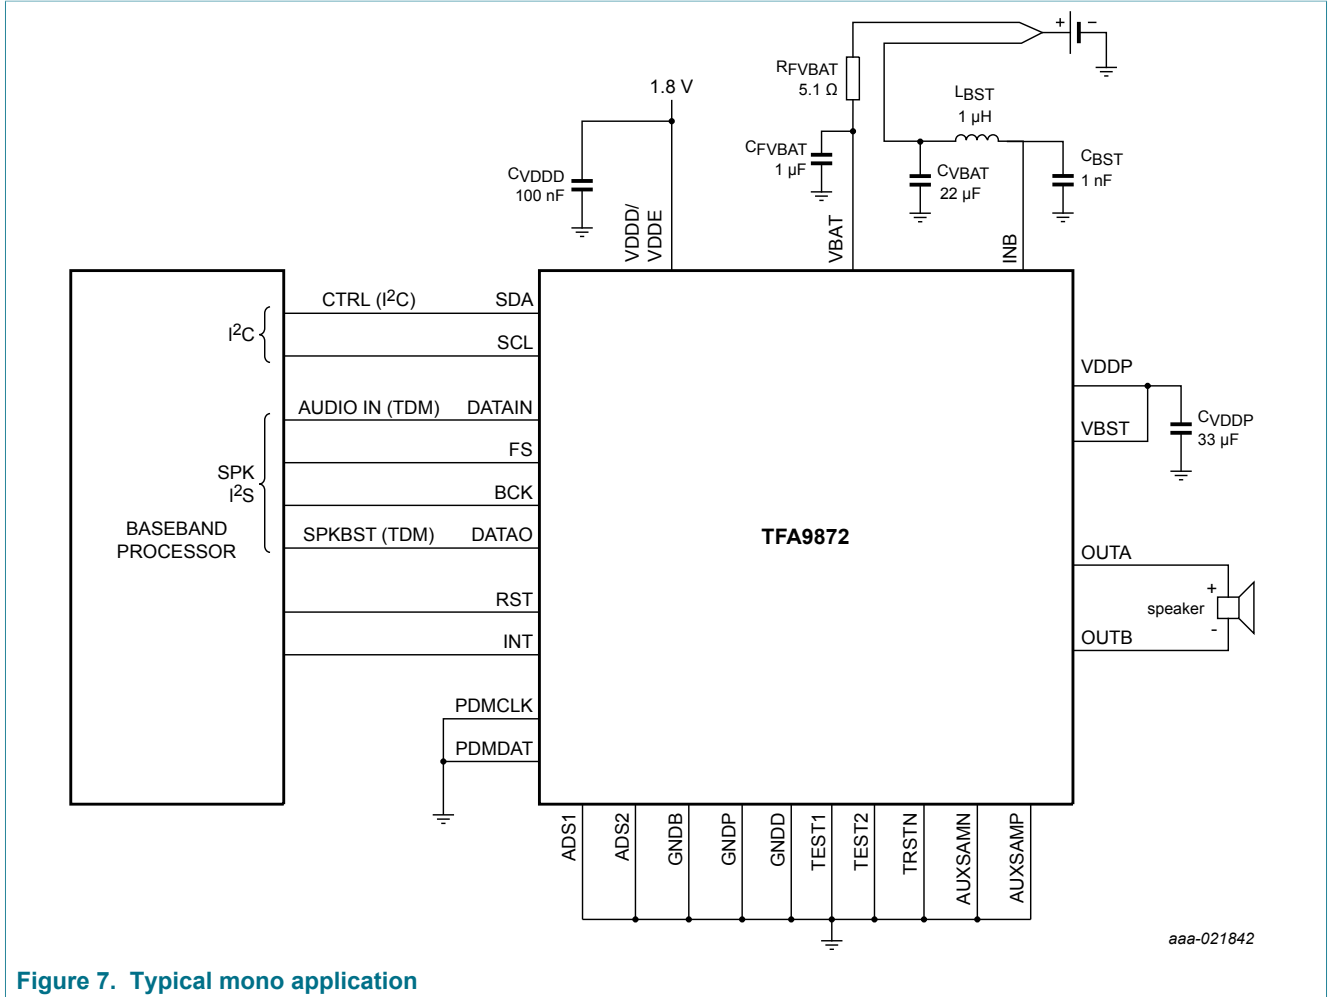 + −
RFVBAT
5.1 Ω
1.8 V
LBST
1 µH
CFVBAT
1 µF
CBST
1 nF
CVDDD
100 nF
CVBAT
22 µF
VDDD/
VDDE
VBAT
INB
CTRL (I2C)
SDA
I2C
SCL
VDDP
AUDIO IN (TDM)
DATAIN
VBST
CVDDP
33 µF
FS
SPK
I2S
BCK
BASEBAND
PROCESSOR
SPKBST (TDM)
DATAO
TFA9872
OUTA
+
speaker
-
RST
INT
OUTB
PDMCLK
PDMDAT
ADS1
ADS2
GNDB
GNDP
GNDD
TEST1
TEST2
TRSTN
AUXSAMN
AUXSAMP
aaa-021842
Figure 7. Typical mono application